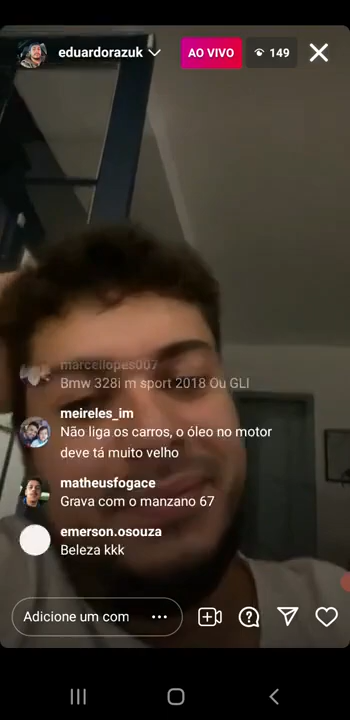 eduardorazuk
AO VIVO
149
marcellopes007
Bmw 328i m sport 2018 Ou GLI
meireles_im
Não liga os carros, o óleo no motor
deve tá muito velho
matheusfogace
Grava com o manzano 67
emerson.osouza
Beleza kkk
Adicione um com